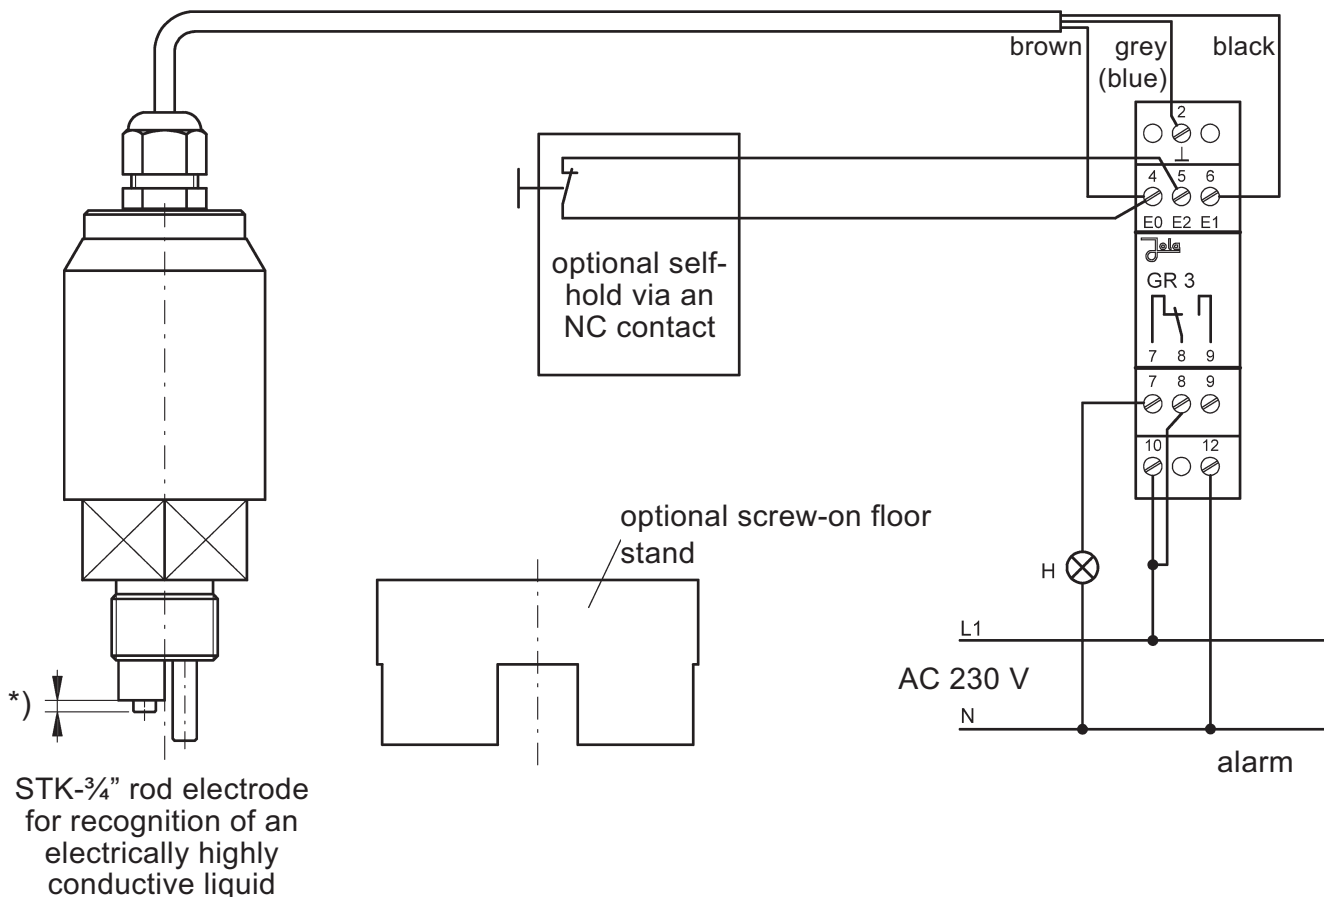 brown grey black
(blue)
2
4 5 6
E0 E2 E1
Jola
GR 3
7 8 9
7 8 9
10 12
optional self-
hold via an
NC contact
optional screw-on floor
stand
H
L1
AC 230 V
N
alarm
*)
STK-¾” rod electrode
for recognition of an
electrically highly
conductive liquid